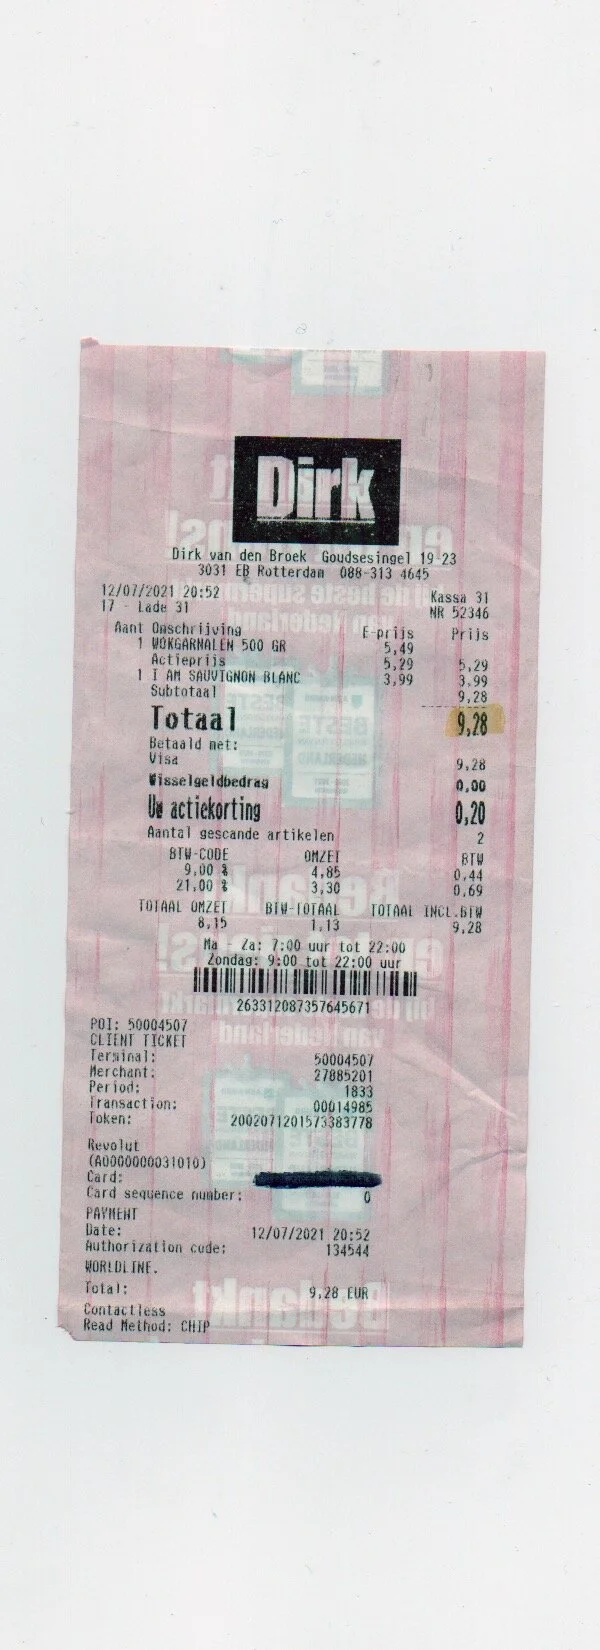 Dirk
Dirk van den Broek Goudsesingel 19-23
3031 EB Rotterdam 088-313 4645
12/07/2021 20:52 Kassa 31
17 - Lade 31 NR 52346
Aant Omschrijving E-prijs Prijs
1 WOKGARNALEN 500 GR 5,49
Actieprijs 5,29 5,29
1 I AM SAUVIGNON BLANC 3,99 3,99
Subtotaal 9,28
Totaal 9,28
Betaald met:
Visa 9,28
Wisselgeldbedrag 0,00
Uw actiekorting 0,20
Aantal gescande artikelen 2
BTW-CODE OMZET BTW
9,00 % 4,85 0,44
21,00 % 3,30 0,69
TOTAAL OMZET BTW-TOTAAL TOTAAL INCL.BTW
8,15 1,13 9,28
Ma Za: 7:00 uur tot 22:00
Zondag: 9:00 tot 22:00 uur
263312087357645671
POI: 50004507
CLIENT TICKET
Terminal: 50004507
Merchant: 27885201
Period: 1833
Transaction: 00014985
Token: 2002071201573383778
Revolut
(A0000000031010)
Card:
Card sequence number: 0
PAYMENT
Date: 12/07/2021 20:52
Authorization code: 134544
WORLDLINE.
Total: 9,28 EUR
Contactless
Read Method: CHIP